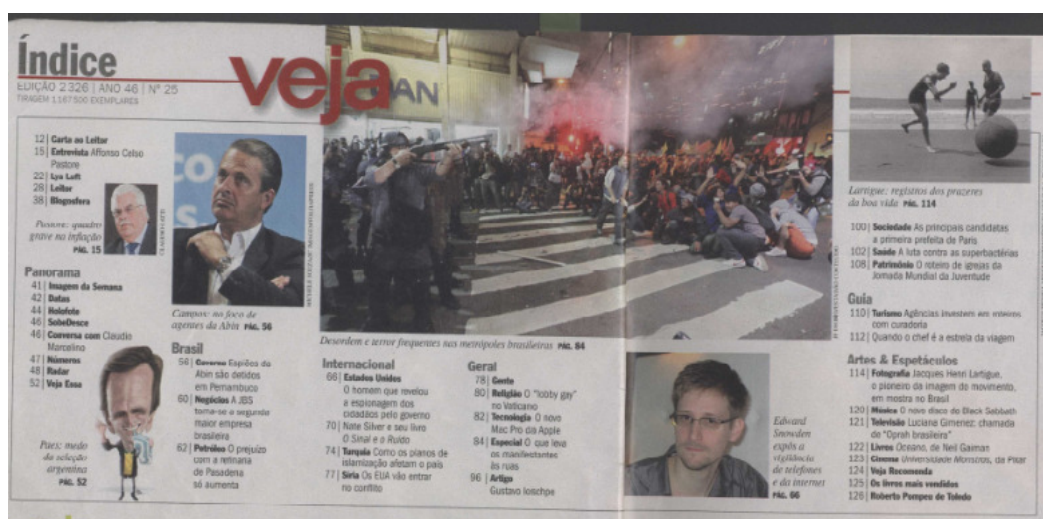 Índice
EDIÇÃO 2 326 | ANO 46 | Nº 25
TIRAGEM 1 167 500 EXEMPLARES
veja
12| Carta ao Leitor
15| Entrevista Affonso Celso
Pastore
22| Lya Luft
28| Leitor
38| Blogosfera
Pastore: quadro
grave na inflação
PÁG. 15
Panorama
41| Imagem da Semana
42| Datas
44| Holofote
46| SobeDesce
46| Conversa com Claudio
Marcelino
47| Números
48| Radar
52| Veja Essa
Paes: medo
da seleção
argentina
PÁG. 52
Campos: no foco de
agentes da Abin PÁG. 56
Brasil
56| Governo Espiões da
Abin são detidos
em Pernambuco
60| Negócios A JBS
torna-se a segunda
maior empresa
brasileira
62| Petróleo O prejuízo
com a refinaria
de Pasadena
só aumenta
Desordem e terror frequentes nas metrópoles brasileiras PÁG. 84
Internacional
66| Estados Unidos
O homem que revelou
a espionagem dos
cidadãos pelo governo
70| Nate Silver e seu livro
O Sinal e o Ruído
74| Turquia Como os planos de
islamização afetam o país
77| Síria Os EUA vão entrar
no conflito
Geral
78| Gente
80| Religião O "lobby gay"
no Vaticano
82| Tecnologia O novo
Mac Pro da Apple
84| Especial O que leva
os manifestantes
às ruas
96| Artigo
Gustavo Ioschpe
Edward
Snowden
expôs a
vigilância
de telefones
e da internet
PÁG. 66
Lartigue: registros dos prazeres
da boa vida PÁG. 114
100| Sociedade As principais candidatas
a primeira prefeita de Paris
102| Saúde A luta contra as superbactérias
108| Patrimônio O roteiro de igrejas da
Jornada Mundial da Juventude
Guia
110| Turismo Agências investem em roteiros
com curadoria
112| Quando o chef é a estrela da viagem
Artes & Espetáculos
114| Fotografia Jacques Henri Lartigue,
o pioneiro da imagem de movimento,
em mostra no Brasil
120| Música O novo disco do Black Sabbath
121| Televisão Luciana Gimenez: chamada
de "Oprah brasileira"
122| Livros Oceano, de Neil Gaiman
123| Cinema Universidade Monstros, da Pixar
124| Veja Recomenda
125| Os livros mais vendidos
126| Roberto Pompeu de Toledo